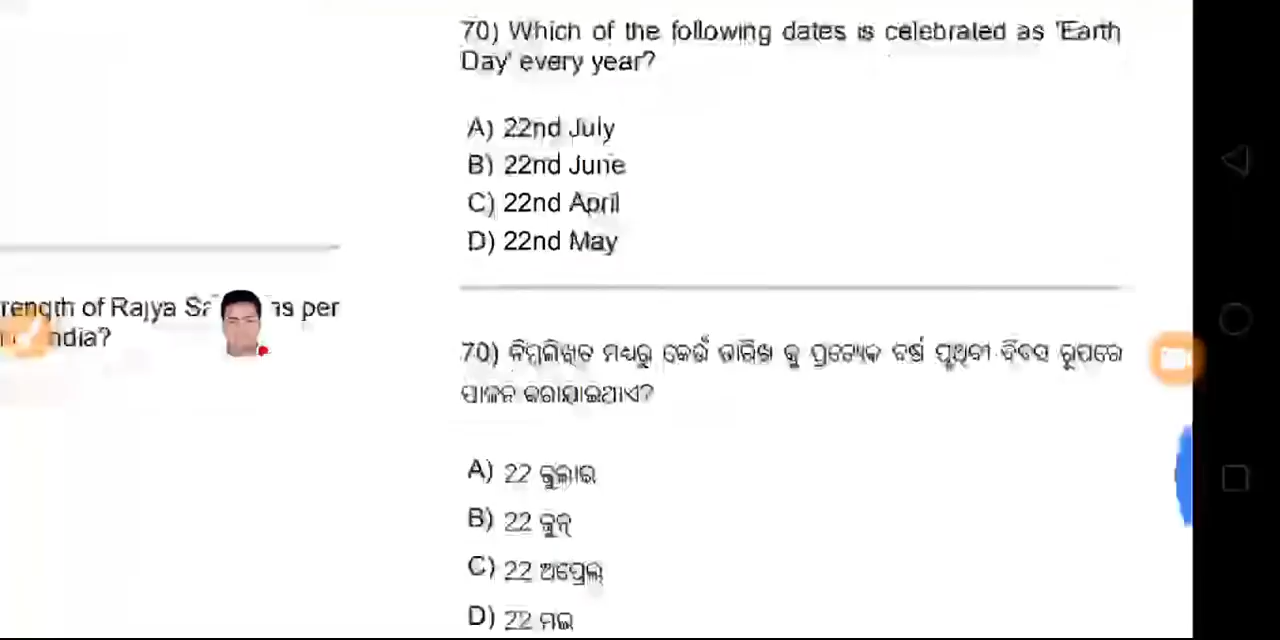 70) Which of the following dates is celebrated as 'Earth
Day' every year?
A) 22nd July
B) 22nd June
C) 22nd April
D) 22nd May
of Rajya as per
70) ନିମ୍ନଲିଖିତ ମଧ୍ୟରୁ କେଉଁ ତାରିଖ କୁ ପ୍ରତ୍ୟେକ ବର୍ଷ ପୃଥିବୀ ଦିବସ ରୂପରେ
ପାଳନ କରାଯାଇଥାଏ?
A) 22 ଜୁଲାଇ
B) 22 ଜୁନ୍
C) 22 ଅପ୍ରେଲ୍
D) 22 ମଇ